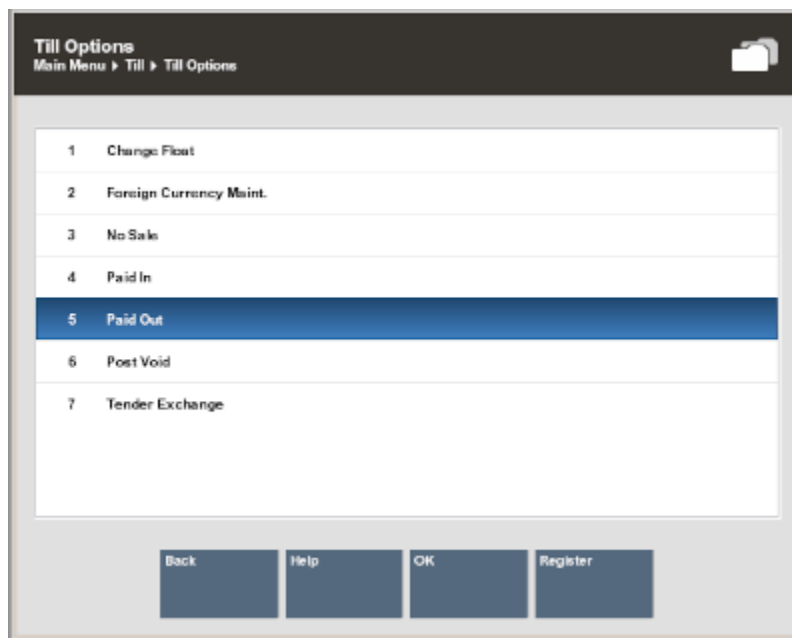 Till Options
Main Menu ▸ Till ▸ Till Options
1 Change Float
2 Foreign Currency Maint.
3 No Sale
4 Paid In
5 Paid Out
6 Post Void
7 Tender Exchange
Back Help OK Register